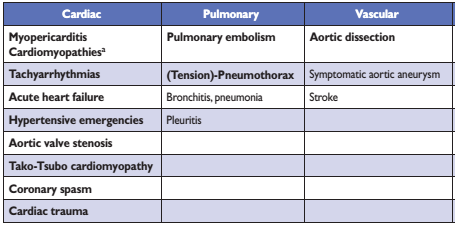 Cardiac Pulmonary Vascular
Myopericarditis Pulmonary embolism Aortic dissection
Cardiomyopathiesᵃ
Tachyarrhythmias (Tension)-Pneumothorax Symptomatic aortic aneurysm
Acute heart failure Bronchitis, pneumonia Stroke
Hypertensive emergencies Pleuritis
Aortic valve stenosis
Tako-Tsubo cardiomyopathy
Coronary spasm
Cardiac trauma